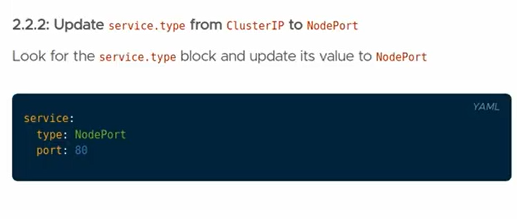 2.2.2: Update service.type from ClusterIP to NodePort
Look for the service.type block and update its value to NodePort
YAML
service:
  type: NodePort
  port: 80